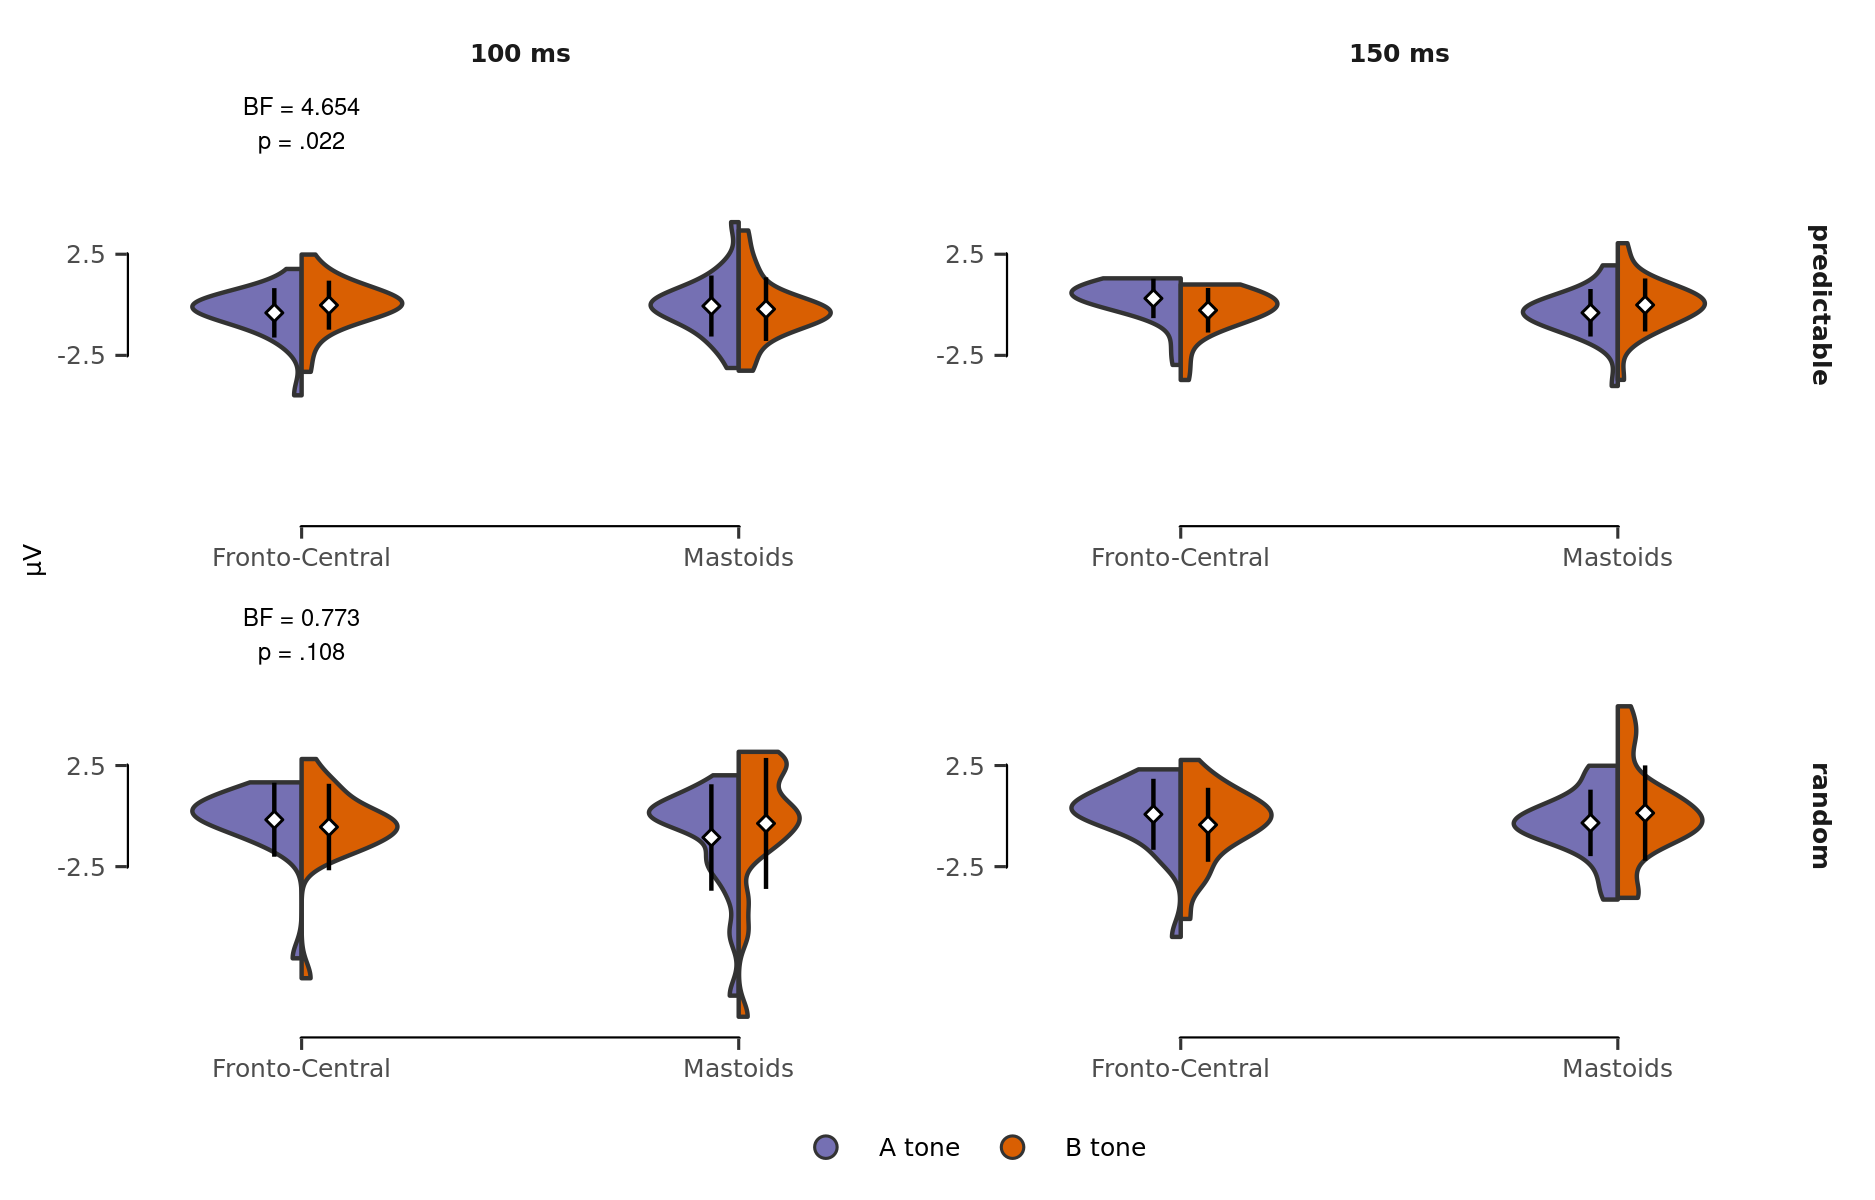 100 ms
150 ms
BF = 4.654
p = .022
2.5
-2.5
2.5
-2.5
predictable
Fronto-Central
Mastoids
Fronto-Central
Mastoids
µV
BF = 0.773
p = .108
2.5
-2.5
2.5
-2.5
random
Fronto-Central
Mastoids
Fronto-Central
Mastoids
A tone
B tone